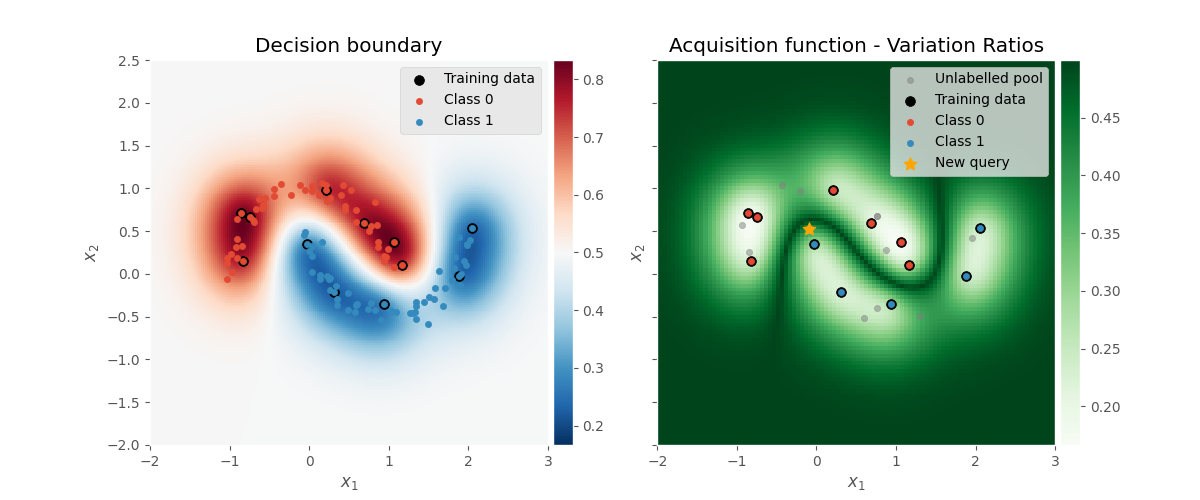 Decision boundary
Training data
Class 0
Class 1
2.5
2.0
1.5
1.0
0.5
0.0
−0.5
−1.0
−1.5
−2.0
x₂
−2
−1
0
1
2
3
x₁
0.8
0.7
0.6
0.5
0.4
0.3
0.2
Acquisition function - Variation Ratios
Unlabelled pool
Training data
Class 0
Class 1
New query
x₂
−2
−1
0
1
2
3
x₁
0.45
0.40
0.35
0.30
0.25
0.20